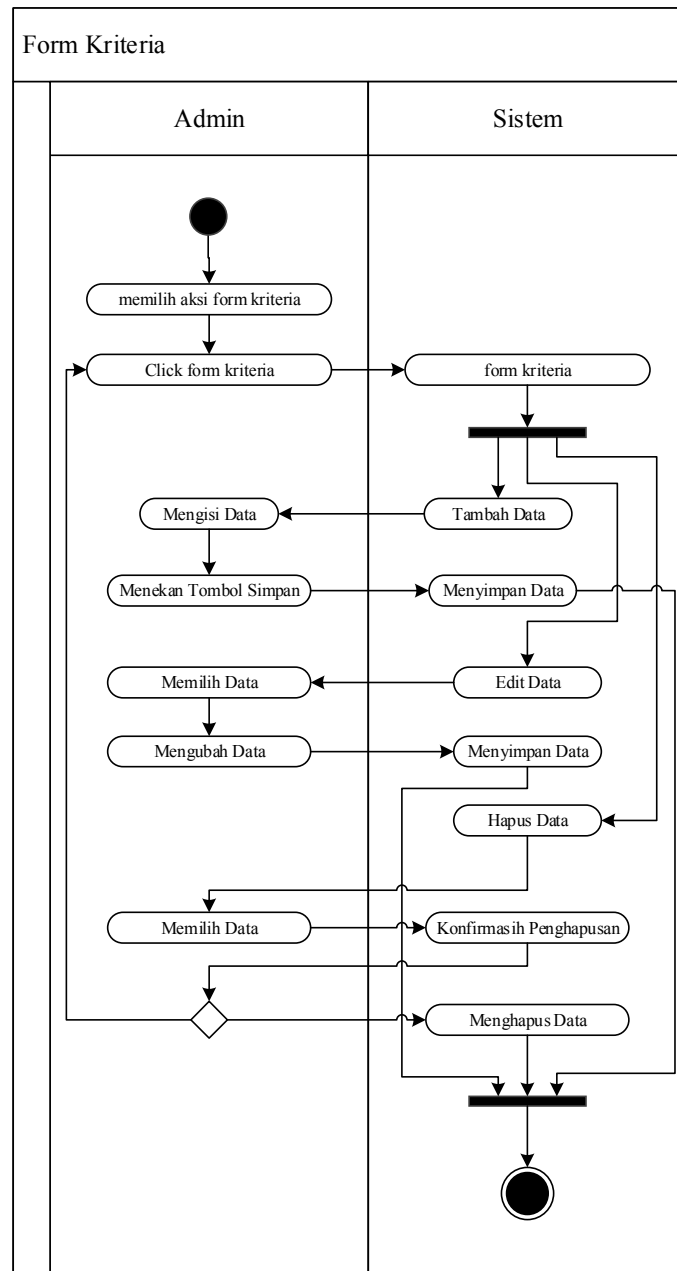 Form Kriteria
Admin
Sistem
memilih aksi form kriteria
Click form kriteria
form kriteria
Mengisi Data
Tambah Data
Menekan Tombol Simpan
Menyimpan Data
Memilih Data
Edit Data
Mengubah Data
Menyimpan Data
Hapus Data
Memilih Data
Konfirmasih Penghapusan
Menghapus Data